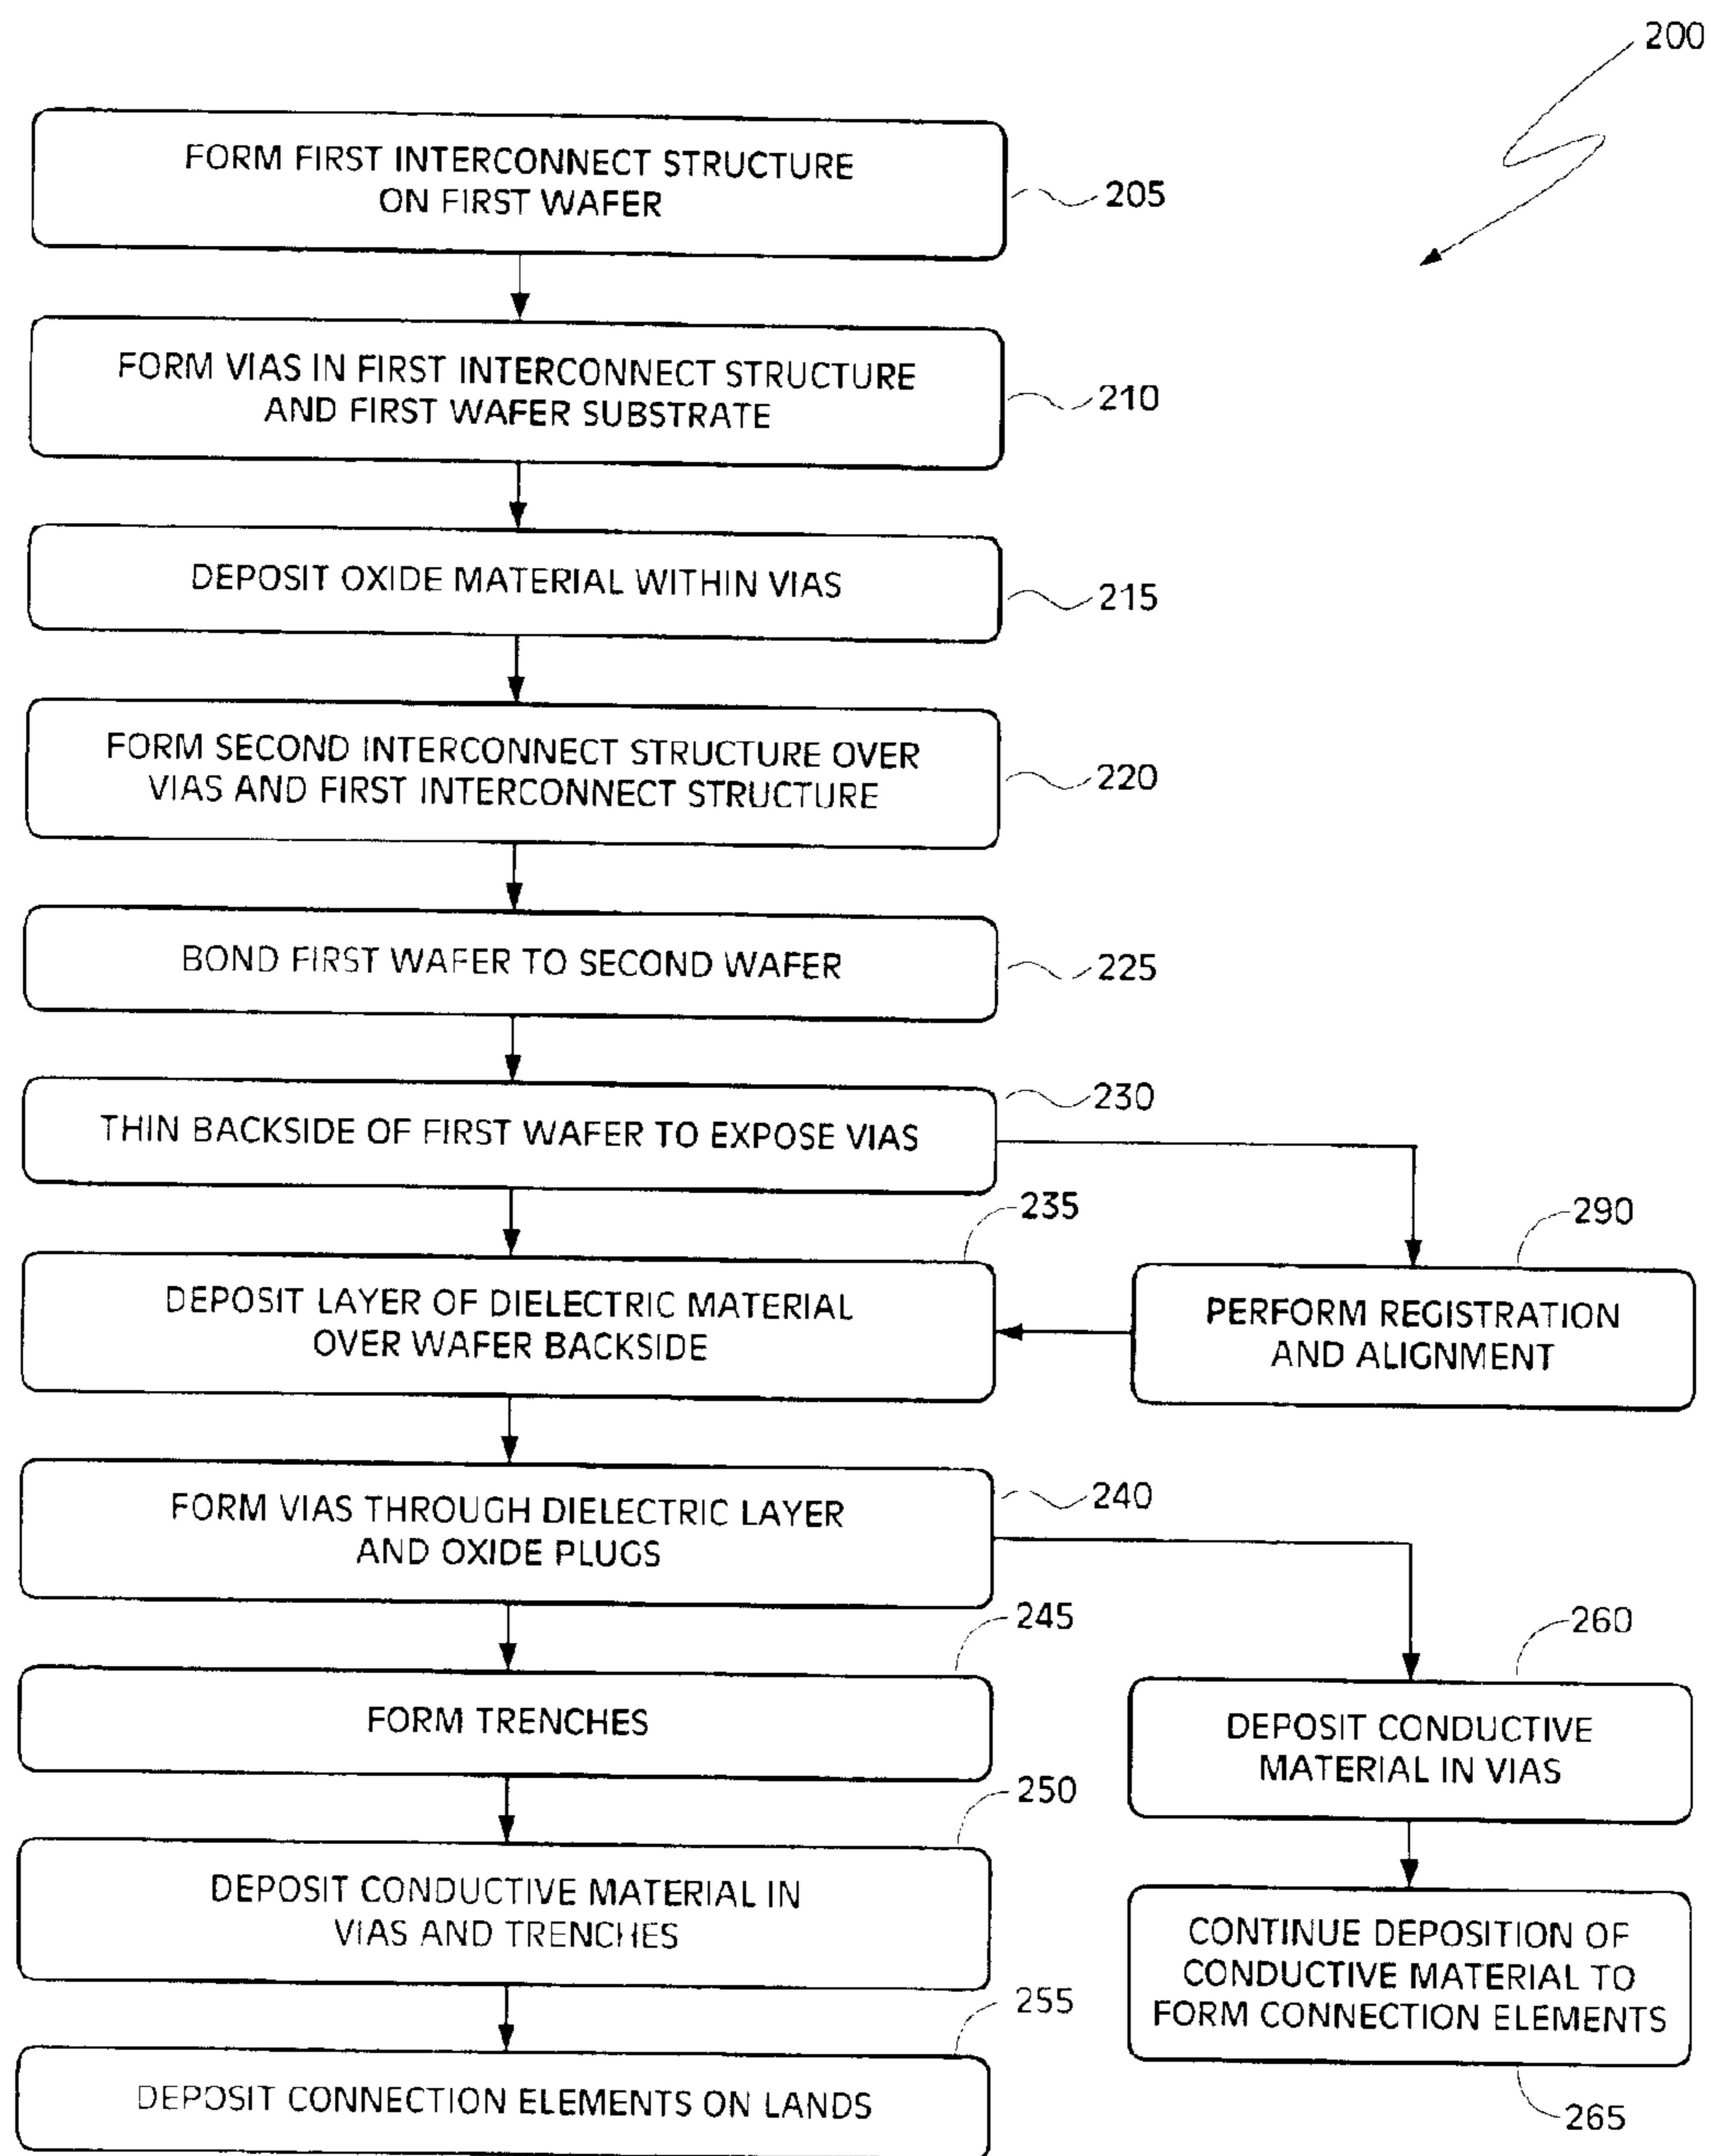 200
FORM FIRST INTERCONNECT STRUCTURE
ON FIRST WAFER
205
FORM VIAS IN FIRST INTERCONNECT STRUCTURE
AND FIRST WAFER SUBSTRATE
210
DEPOSIT OXIDE MATERIAL WITHIN VIAS
215
FORM SECOND INTERCONNECT STRUCTURE OVER
VIAS AND FIRST INTERCONNECT STRUCTURE
220
BOND FIRST WAFER TO SECOND WAFER
225
THIN BACKSIDE OF FIRST WAFER TO EXPOSE VIAS
230
235
DEPOSIT LAYER OF DIELECTRIC MATERIAL
OVER WAFER BACKSIDE
290
PERFORM REGISTRATION
AND ALIGNMENT
FORM VIAS THROUGH DIELECTRIC LAYER
AND OXIDE PLUGS
240
245
FORM TRENCHES
260
DEPOSIT CONDUCTIVE
MATERIAL IN VIAS
250
DEPOSIT CONDUCTIVE MATERIAL IN
VIAS AND TRENCHES
CONTINUE DEPOSITION OF
CONDUCTIVE MATERIAL TO
FORM CONNECTION ELEMENTS
265
255
DEPOSIT CONNECTION ELEMENTS ON LANDS